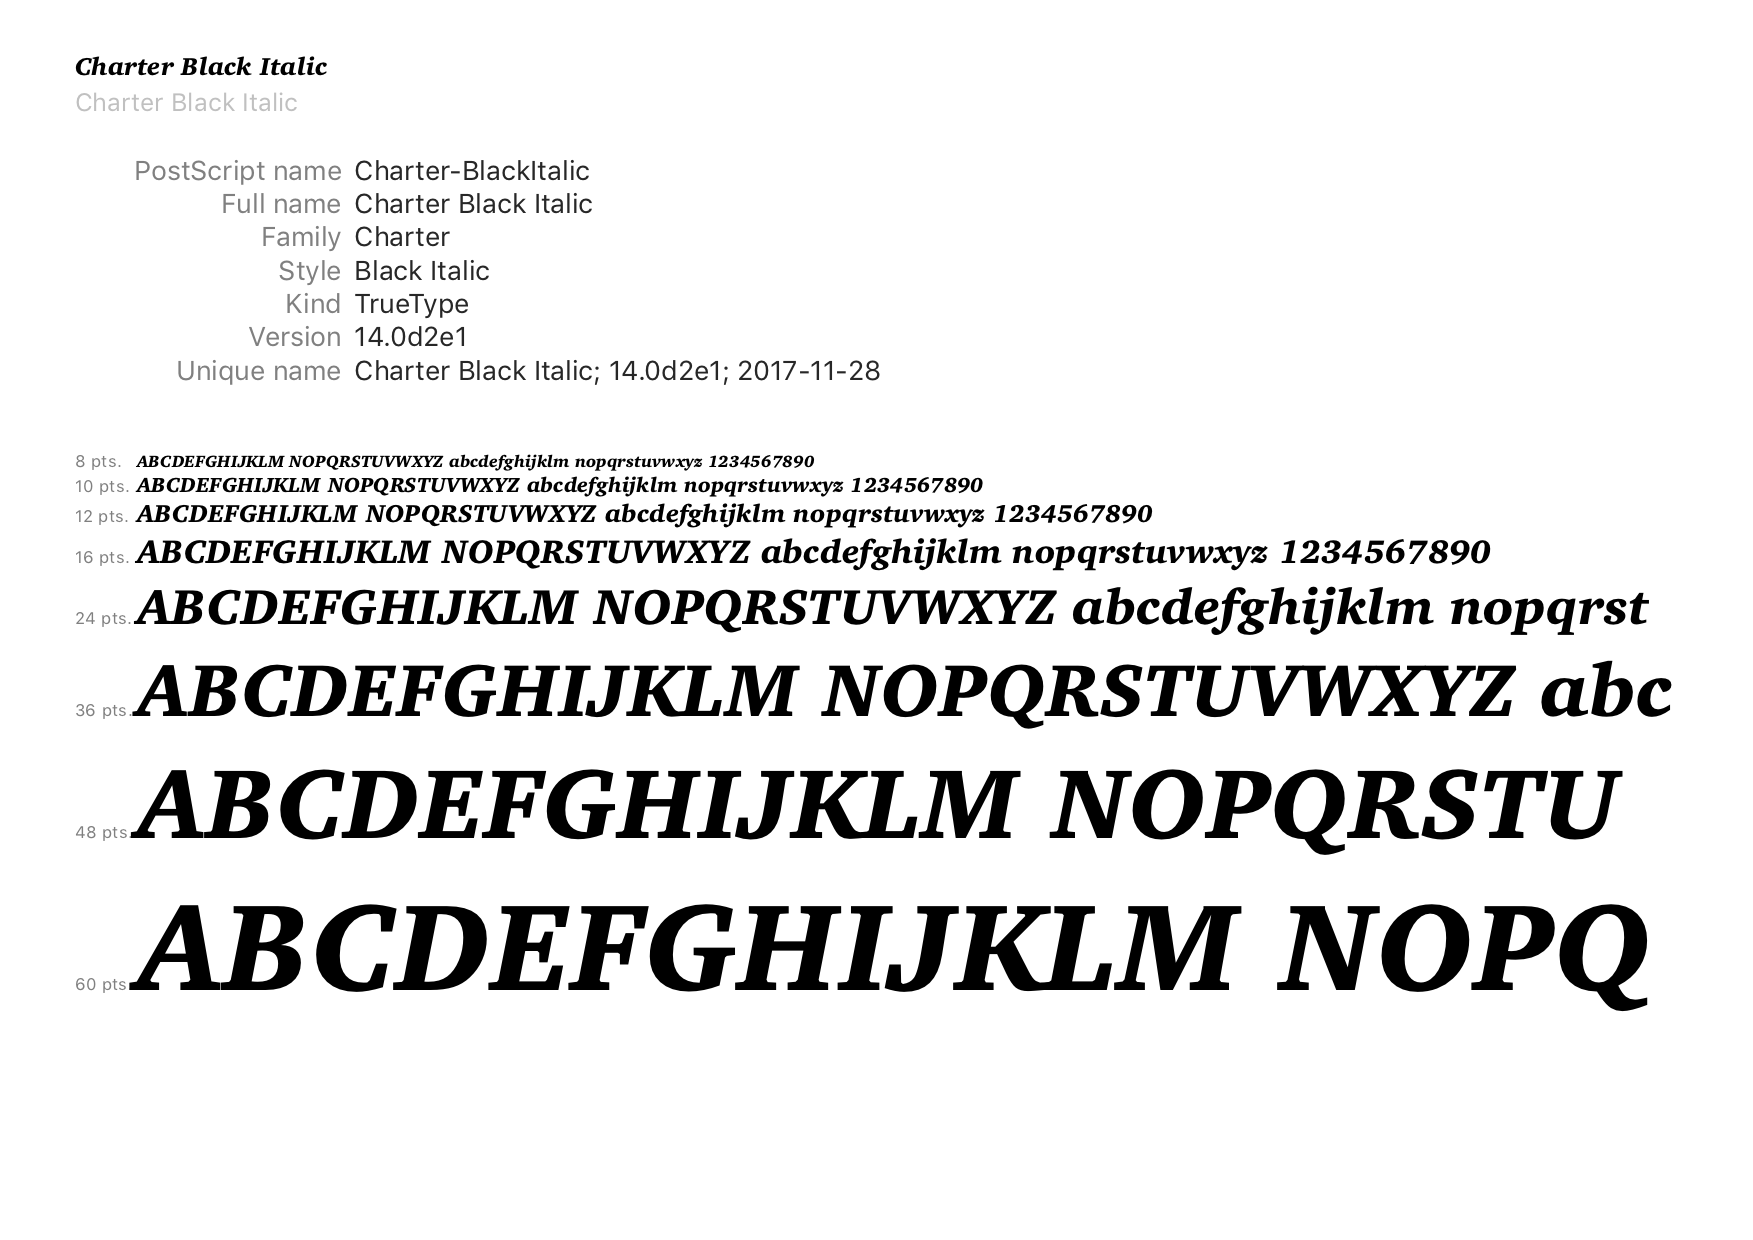 Charter Black Italic
Charter Black Italic
PostScript name Charter-BlackItalic
Full name Charter Black Italic
Family Charter
Style Black Italic
Kind TrueType
Version 14.0d2e1
Unique name Charter Black Italic; 14.0d2e1; 2017-11-28
8 pts. ABCDEFGHIJKLM NOPQRSTUVWXYZ abcdefghijklm nopqrstuvwxyz 1234567890
10 pts. ABCDEFGHIJKLM NOPQRSTUVWXYZ abcdefghijklm nopqrstuvwxyz 1234567890
12 pts. ABCDEFGHIJKLM NOPQRSTUVWXYZ abcdefghijklm nopqrstuvwxyz 1234567890
16 pts. ABCDEFGHIJKLM NOPQRSTUVWXYZ abcdefghijklm nopqrstuvwxyz 1234567890
24 pts. ABCDEFGHIJKLM NOPQRSTUVWXYZ abcdefghijklm nopqrst
36 pts. ABCDEFGHIJKLM NOPQRSTUVWXYZ abc
48 pts. ABCDEFGHIJKLM NOPQRSTU
60 pts. ABCDEFGHIJKLM NOPQ